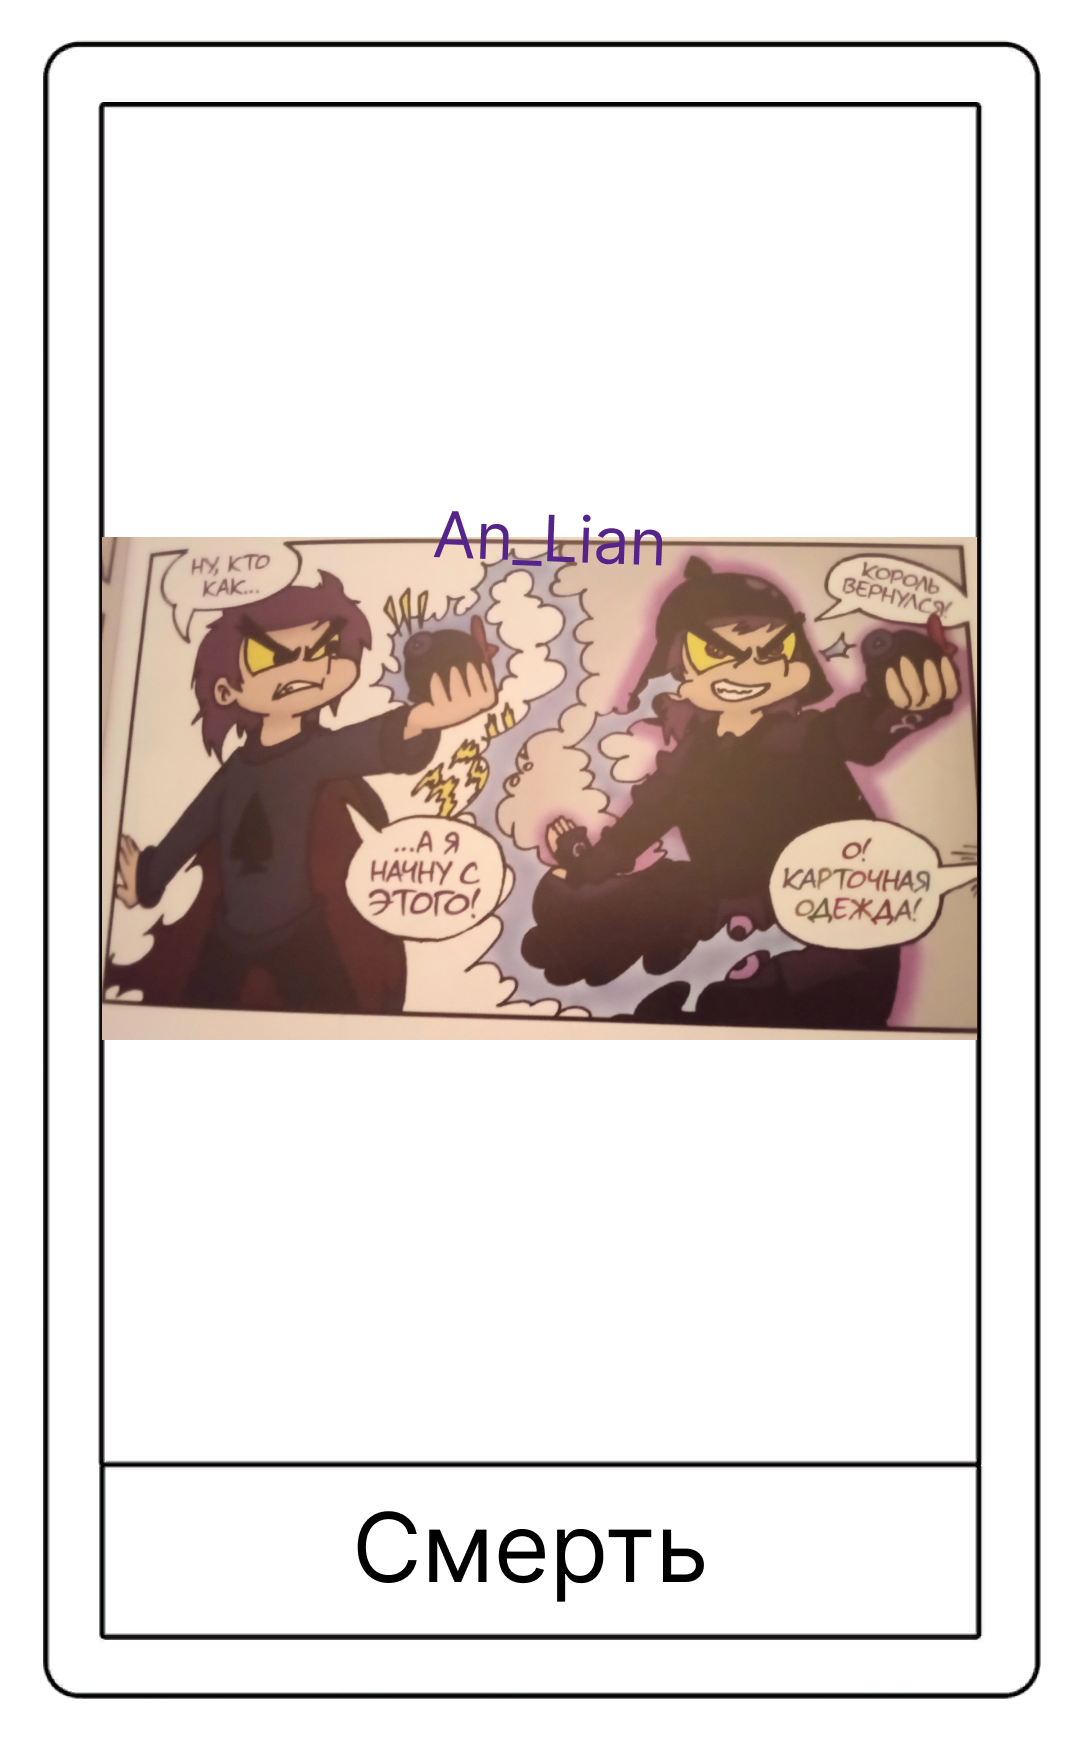 An_Lian
НУ, КТО
КАК...
...А Я
НАЧНУ С
ЭТОГО!
КОРОЛЬ
ВЕРНУЛСЯ!
О!
КАРТОЧНАЯ
ОДЕЖДА!
Смерть